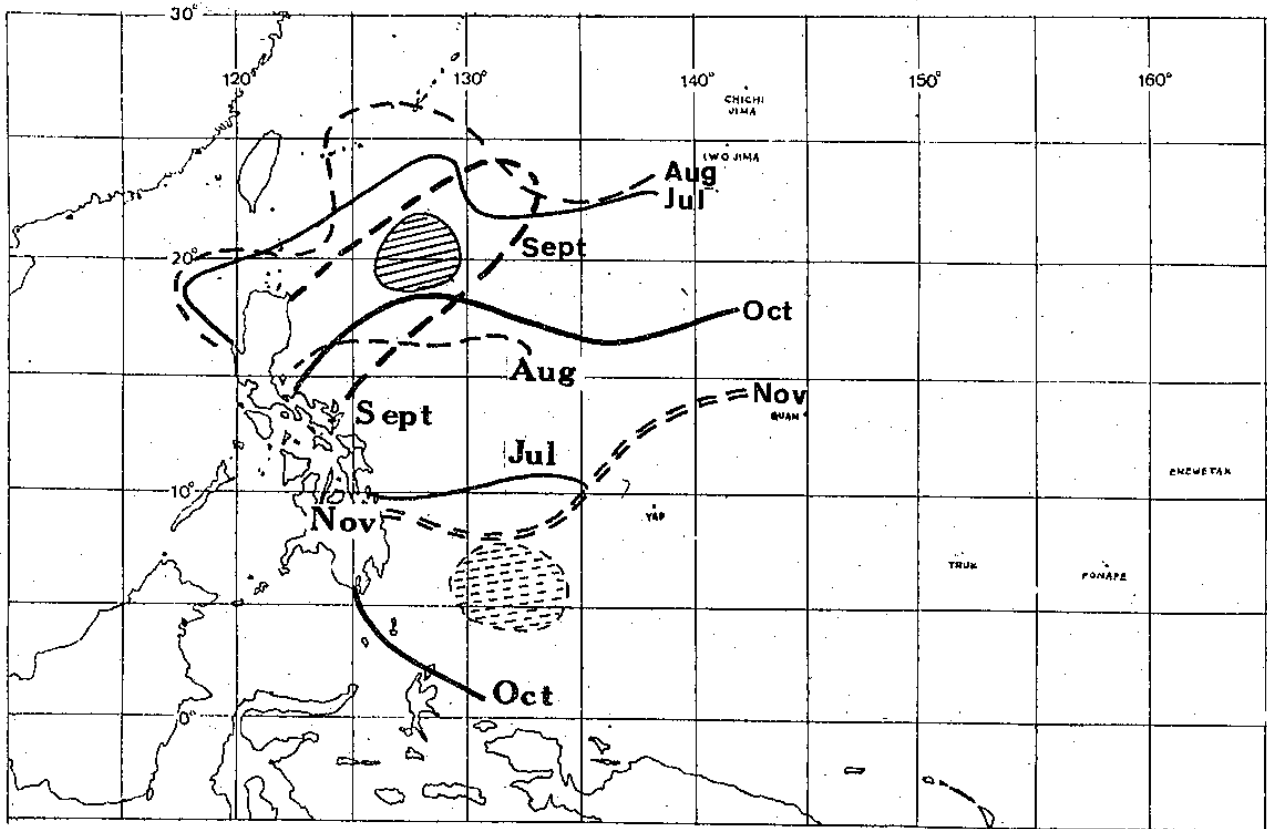 30°
120°
130°
140°
150°
160°
CHICHI
JIMA
IWO JIMA
Aug
Jul
Sept
20°
Oct
Aug
Nov
GUAM
Sept
Jul
ENEWETAK
10°
Nov
YAP
TRUK
PONAPE
Oct
0°